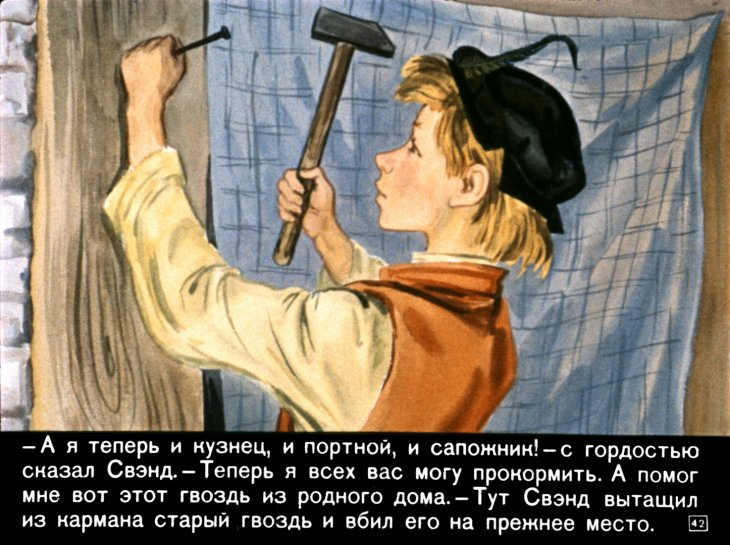 – А я теперь и кузнец, и портной, и сапожник! – с гордостью
сказал Свэнд. – Теперь я всех вас могу прокормить. А помог
мне вот этот гвоздь из родного дома. – Тут Свэнд вытащил
из кармана старый гвоздь и вбил его на прежнее место. 42